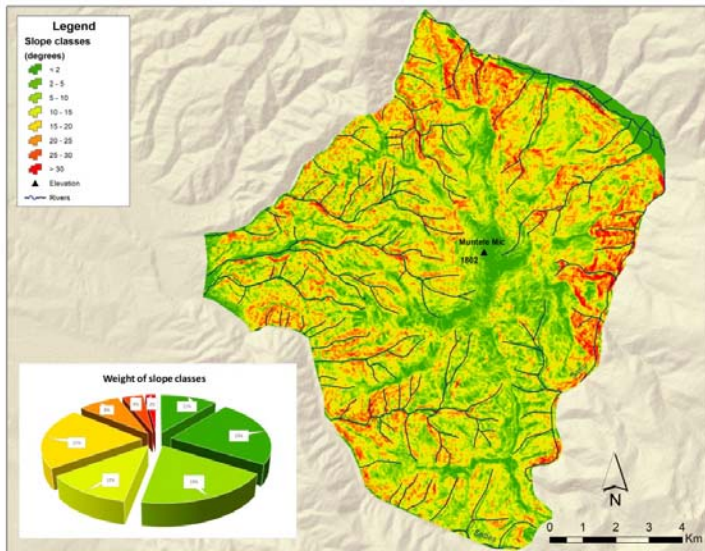 Legend
Slope classes
(degrees)
< 2
2 - 5
5 - 10
10 - 15
15 - 20
20 - 25
25 - 30
> 30
Elevation
Rivers
Muntele Mic
1802
Weight of slope classes
N
0 1 2 3 4
Km